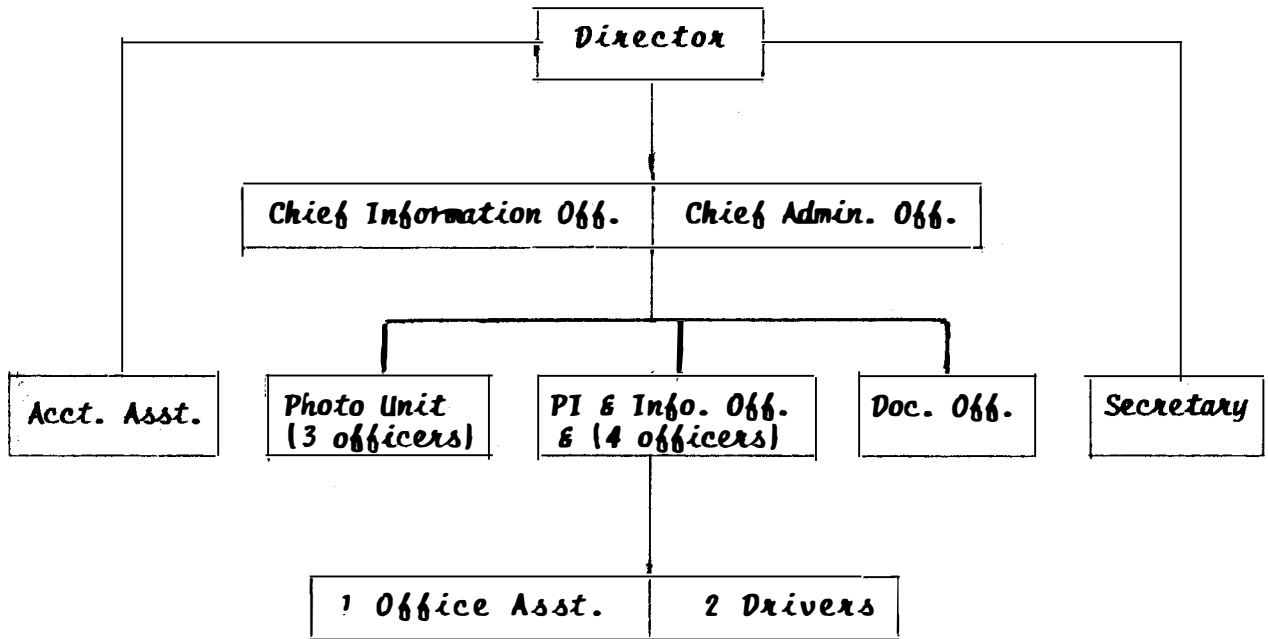 Director
Chief Information Off.
Chief Admin. Off.
Acct. Asst.
Photo Unit
(3 officers)
PI & Info. Off.
& (4 officers)
Doc. Off.
Secretary
1 Office Asst.
2 Drivers